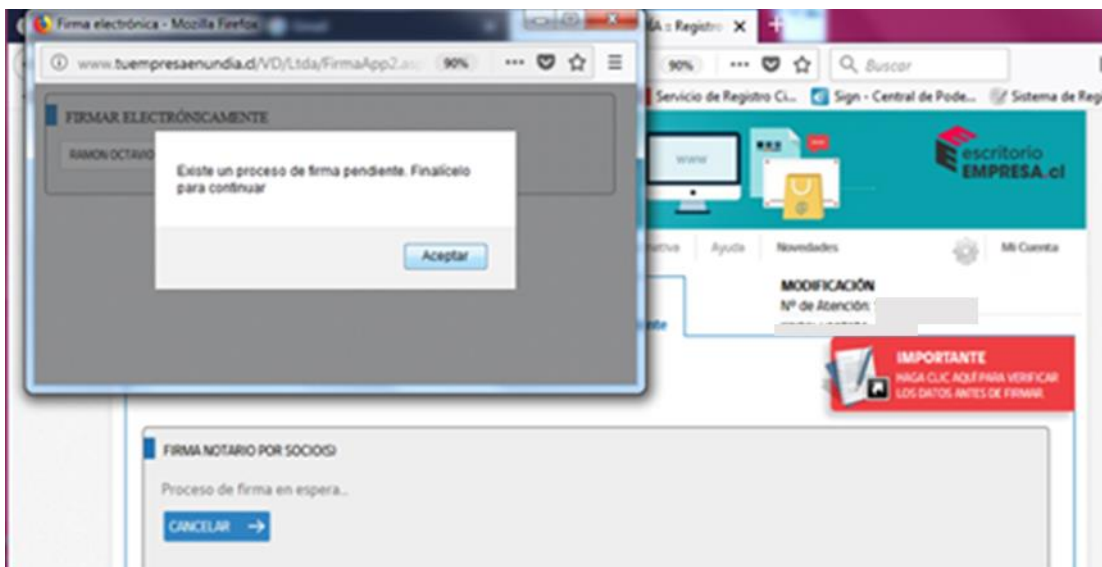 Firma electrónica - Mozilla Firefox
www.tuempresaenundia.cl/VD/Ltda/FirmaApp2.as
90%
FIRMAR ELECTRÓNICAMENTE
RAMON OCTAVIO
Existe un proceso de firma pendiente. Finalícelo
para continuar
Aceptar
ÍA :: Registro
90%
Buscar
Servicio de Registro Ci...
Sign - Central de Pode...
Sistema de Regi
www
escritorio
EMPRESA.cl
Ayuda
Novedades
Mi Cuenta
MODIFICACIÓN
Nº de Atención:
IMPORTANTE
HAGA CLIC AQUÍ PARA VERIFICAR
LOS DATOS ANTES DE FIRMAR.
FIRMA NOTARIO POR SOCIO(S)
Proceso de firma en espera...
CANCELAR